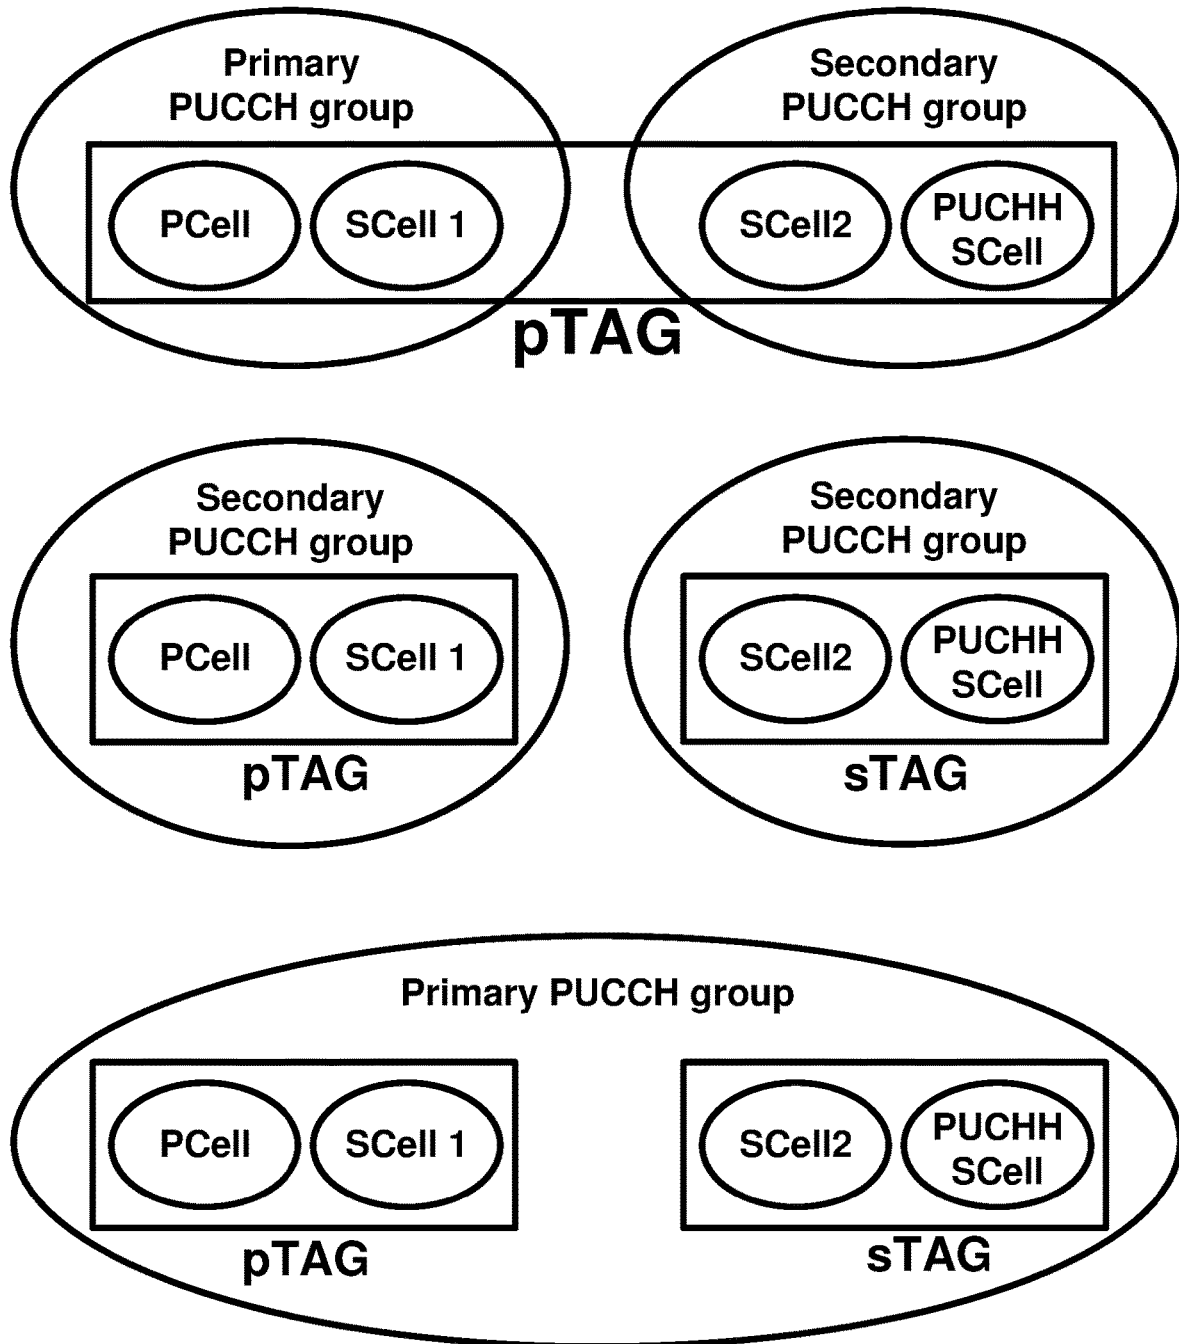 Primary
PUCCH group
Secondary
PUCCH group
PCell
SCell 1
SCell2
PUCHH
SCell
pTAG
Secondary
PUCCH group
Secondary
PUCCH group
PCell
SCell 1
SCell2
PUCHH
SCell
pTAG
sTAG
Primary PUCCH group
PCell
SCell 1
SCell2
PUCHH
SCell
pTAG
sTAG